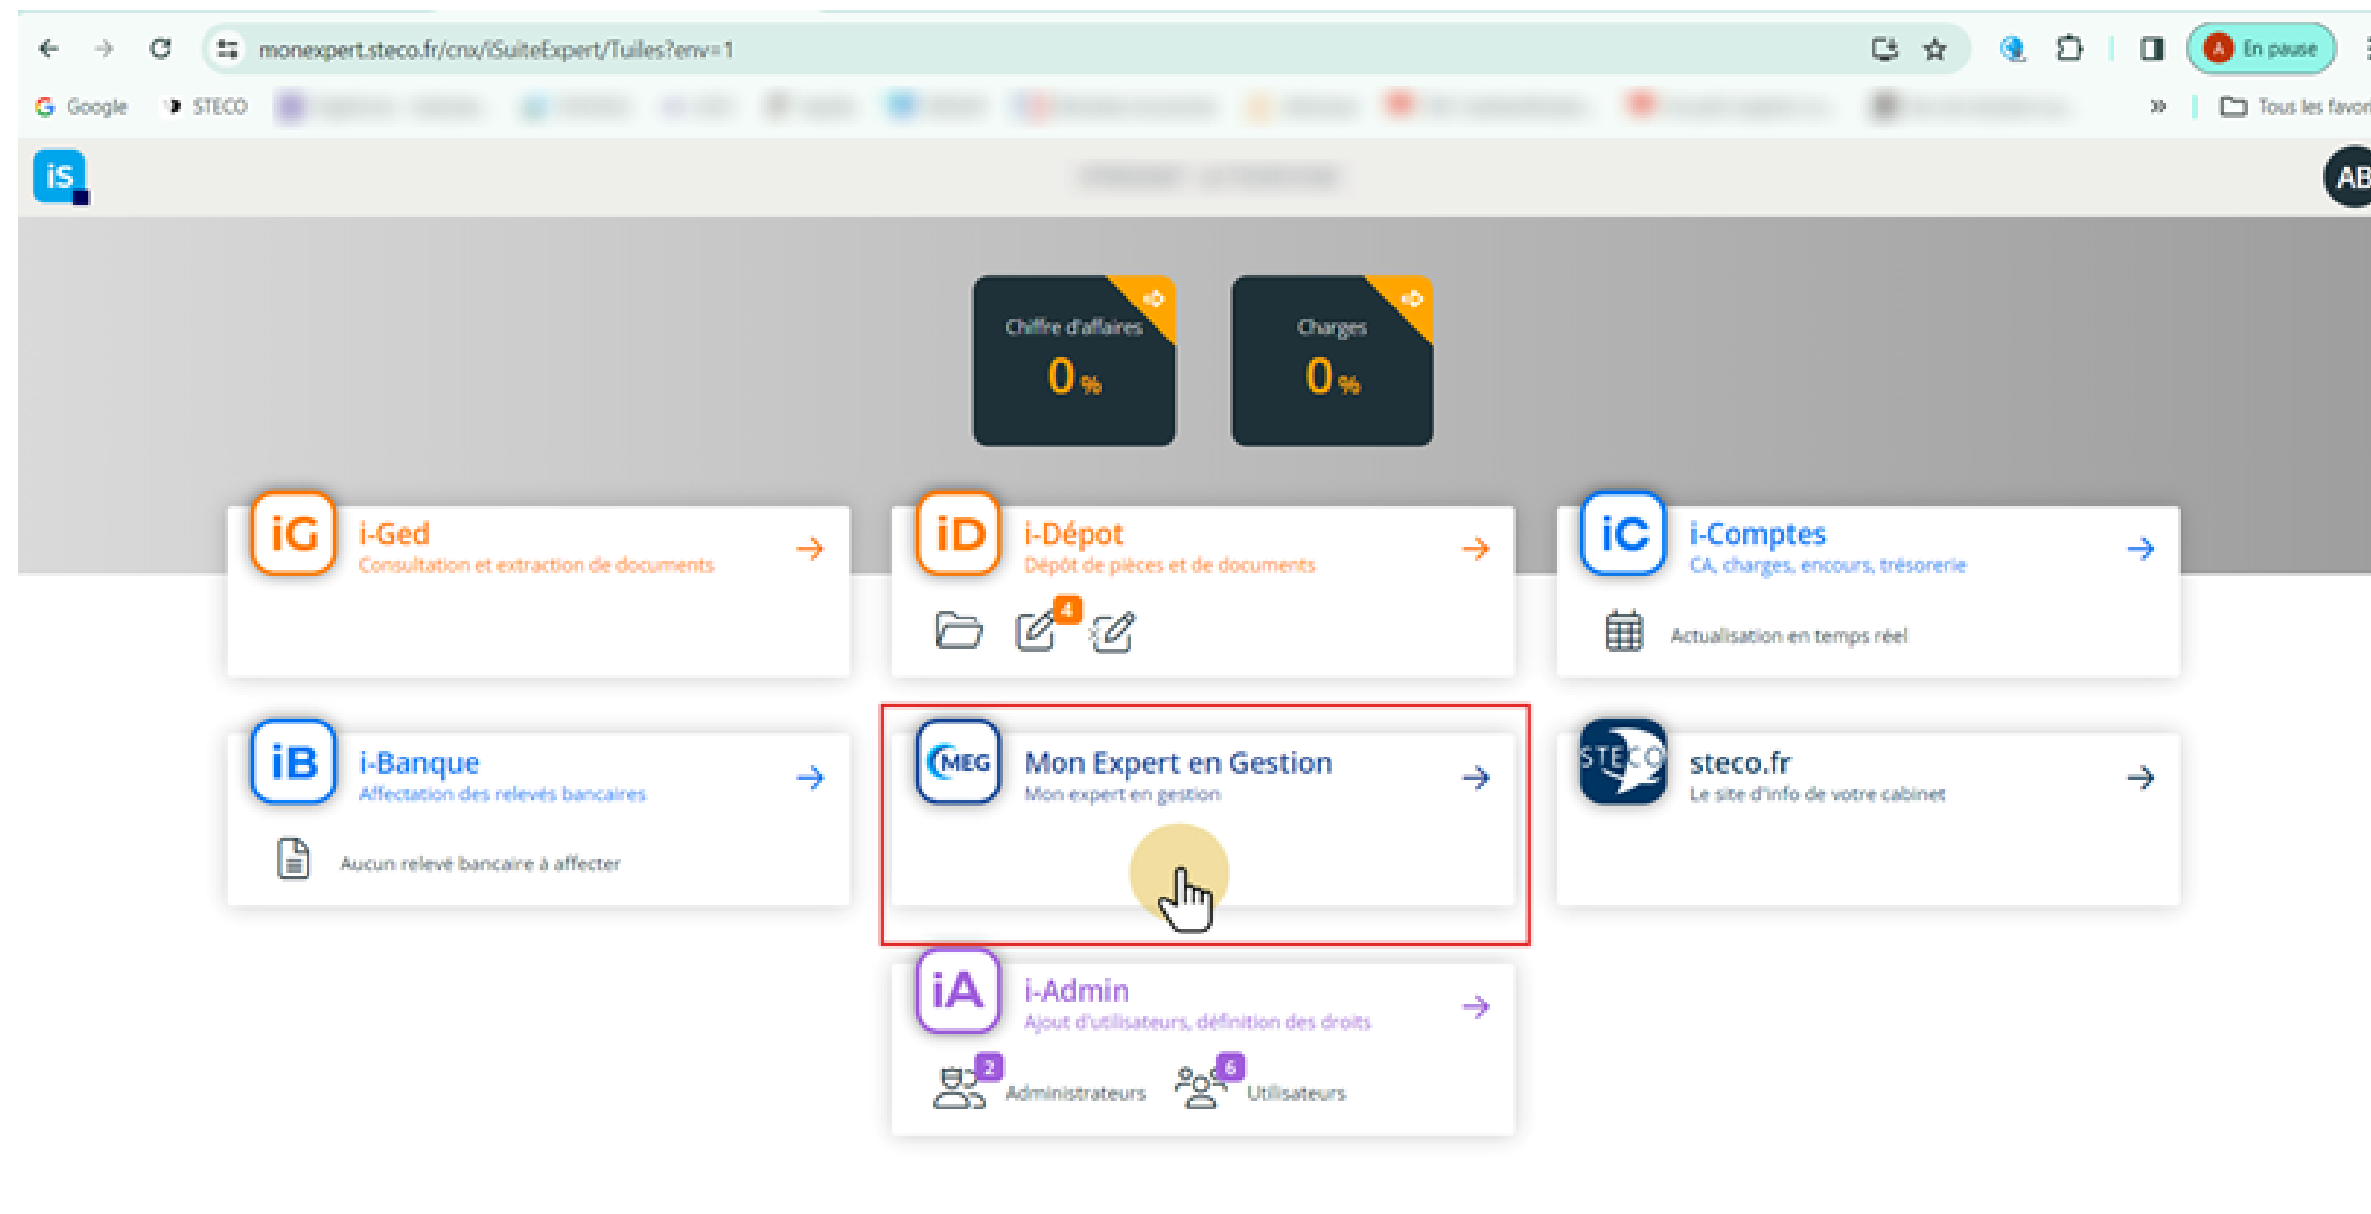 monexpert.steco.fr/cnx/iSuiteExpert/Tuiles?env=1
A En pause
Google STECO
» Tous les favor
iS
AB
Chiffre d'affaires
0 %
Charges
0 %
iG i-Ged
Consultation et extraction de documents
iD i-Dépot
Dépôt de pièces et de documents
4
iC i-Comptes
CA, charges, encours, trésorerie
Actualisation en temps réel
iB i-Banque
Affectation des relevés bancaires
Aucun relevé bancaire à affecter
MEG Mon Expert en Gestion
Mon expert en gestion
STECO steco.fr
Le site d'info de votre cabinet
iA i-Admin
Ajout d'utilisateurs, définition des droits
2 Administrateurs 6 Utilisateurs